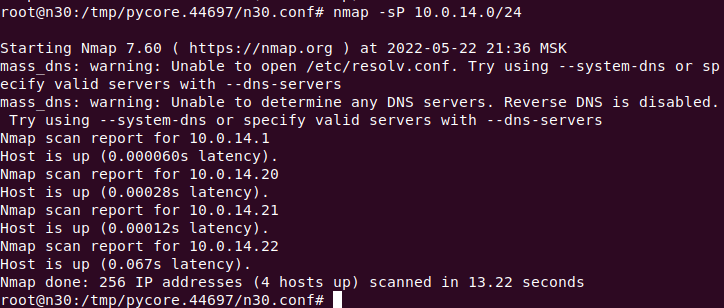 root@n30:/tmp/pycore.44697/n30.conf# nmap -sP 10.0.14.0/24
Starting Nmap 7.60 ( https://nmap.org ) at 2022-05-22 21:36 MSK
mass_dns: warning: Unable to open /etc/resolv.conf. Try using --system-dns or sp
ecify valid servers with --dns-servers
mass_dns: warning: Unable to determine any DNS servers. Reverse DNS is disabled.
 Try using --system-dns or specify valid servers with --dns-servers
Nmap scan report for 10.0.14.1
Host is up (0.000060s latency).
Nmap scan report for 10.0.14.20
Host is up (0.00028s latency).
Nmap scan report for 10.0.14.21
Host is up (0.00012s latency).
Nmap scan report for 10.0.14.22
Host is up (0.067s latency).
Nmap done: 256 IP addresses (4 hosts up) scanned in 13.22 seconds
root@n30:/tmp/pycore.44697/n30.conf#